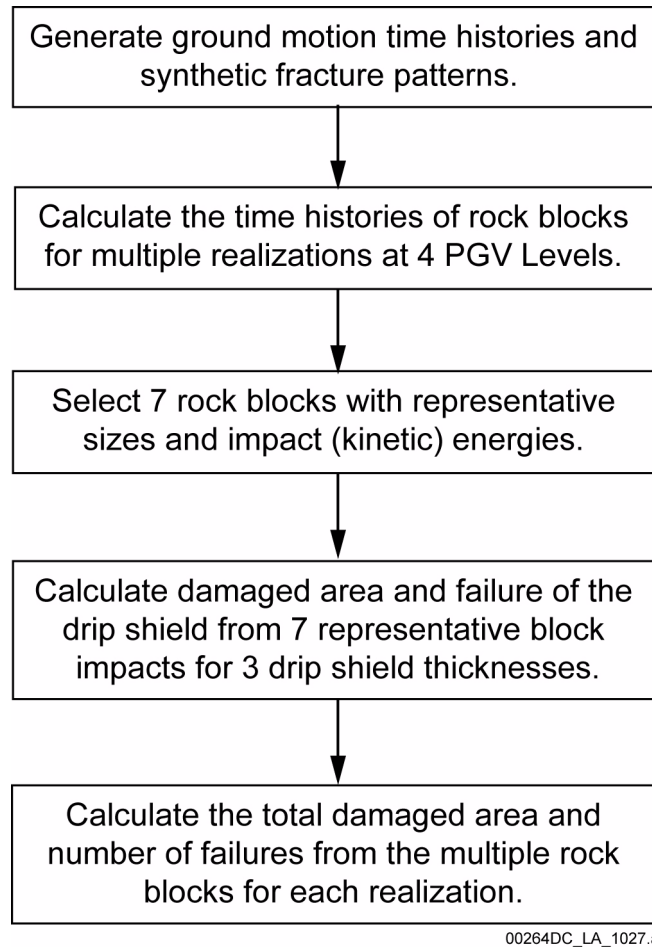 Generate ground motion time histories and
synthetic fracture patterns.
Calculate the time histories of rock blocks
for multiple realizations at 4 PGV Levels.
Select 7 rock blocks with representative
sizes and impact (kinetic) energies.
Calculate damaged area and failure of the
drip shield from 7 representative block
impacts for 3 drip shield thicknesses.
Calculate the total damaged area and
number of failures from the multiple rock
blocks for each realization.
00264DC_LA_1027.